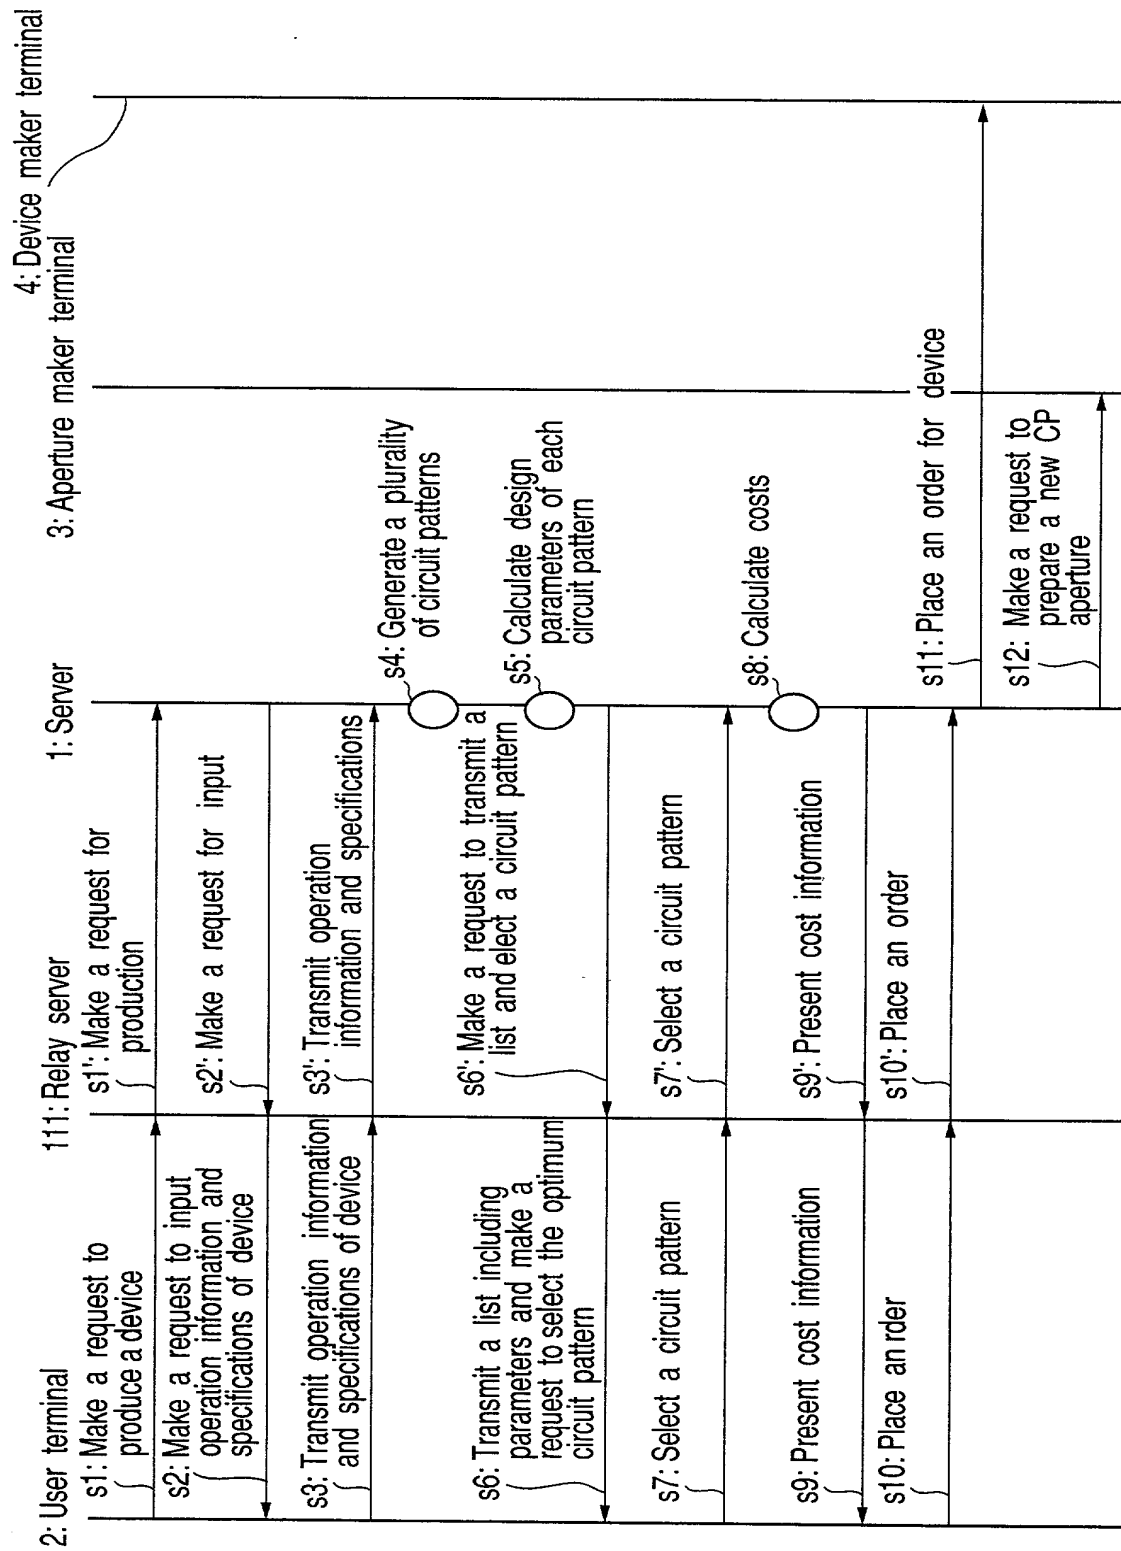 4: Device maker terminal
3: Aperture maker terminal
1: Server
111: Relay server
2: User terminal
s1: Make a request to
produce a device
s1': Make a request for
production
s2: Make a request to input
operation information and
specifications of device
s2': Make a request for input
s3: Transmit operation information
and specifications of device
s3': Transmit operation
information and specifications
s4: Generate a plurality
of circuit patterns
s5: Calculate design
parameters of each
circuit pattern
s6: Transmit a list including
parameters and make a
request to select the optimum
circuit pattern
s6': Make a request to transmit a
list and elect a circuit pattern
s7: Select a circuit pattern
s7': Select a circuit pattern
s8: Calculate costs
s9: Present cost information
s9': Present cost information
s10: Place an rder
s10': Place an order
s11: Place an order for device
s12: Make a request to
prepare a new CP
aperture